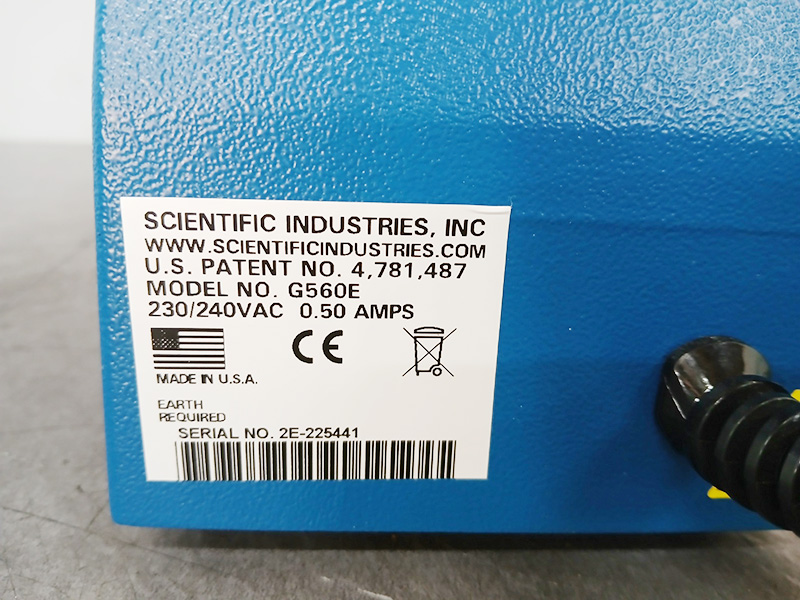 SCIENTIFIC INDUSTRIES, INC
WWW.SCIENTIFICINDUSTRIES.COM
U.S. PATENT NO. 4,781,487
MODEL NO. G560E
230/240VAC 0.50 AMPS
CE
MADE IN U.S.A.
EARTH
REQUIRED
SERIAL NO. 2E-225441